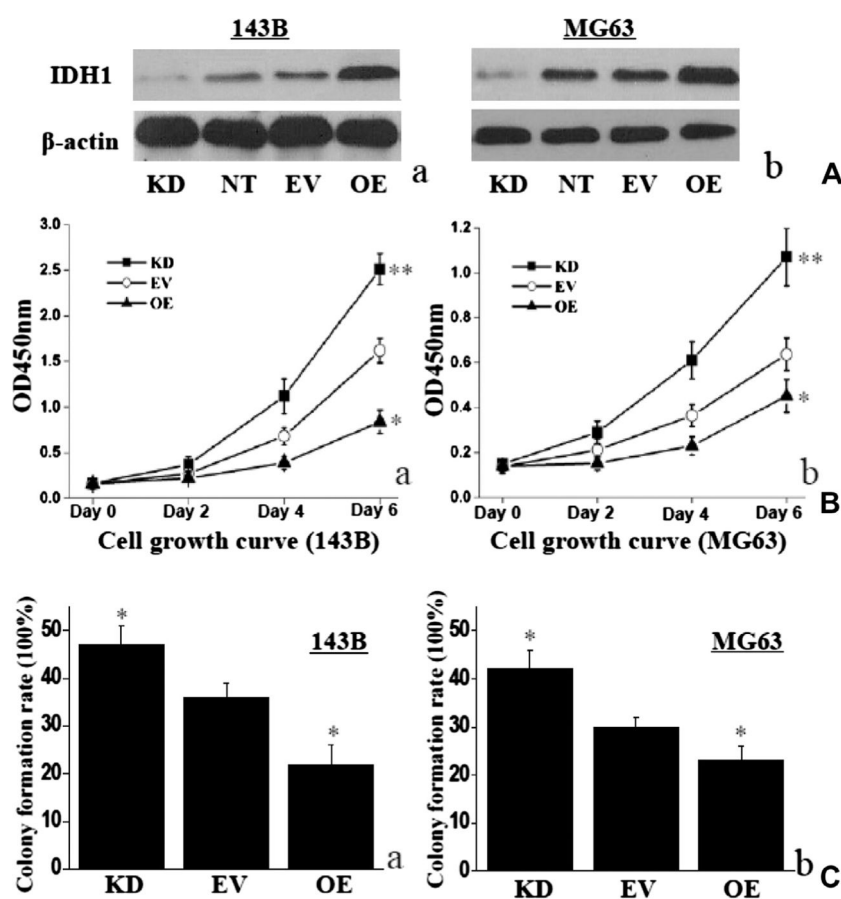 143B
MG63
IDH1
β-actin
KD NT EV OE
a
KD NT EV OE
b
A
OD450nm
3.0
2.5
2.0
1.5
1.0
0.5
0.0
KD
EV
OE
**
*
a
Day 0 Day 2 Day 4 Day 6
Cell growth curve (143B)
OD450nm
1.2
1.0
0.8
0.6
0.4
0.2
0.0
KD
EV
OE
**
*
b
Day 0 Day 2 Day 4 Day 6
Cell growth curve (MG63)
B
Colony formation rate (100%)
50
40
30
20
10
0
143B
*
*
a
KD EV OE
Colony formation rate (100%)
50
40
30
20
10
0
MG63
*
*
b
KD EV OE
C